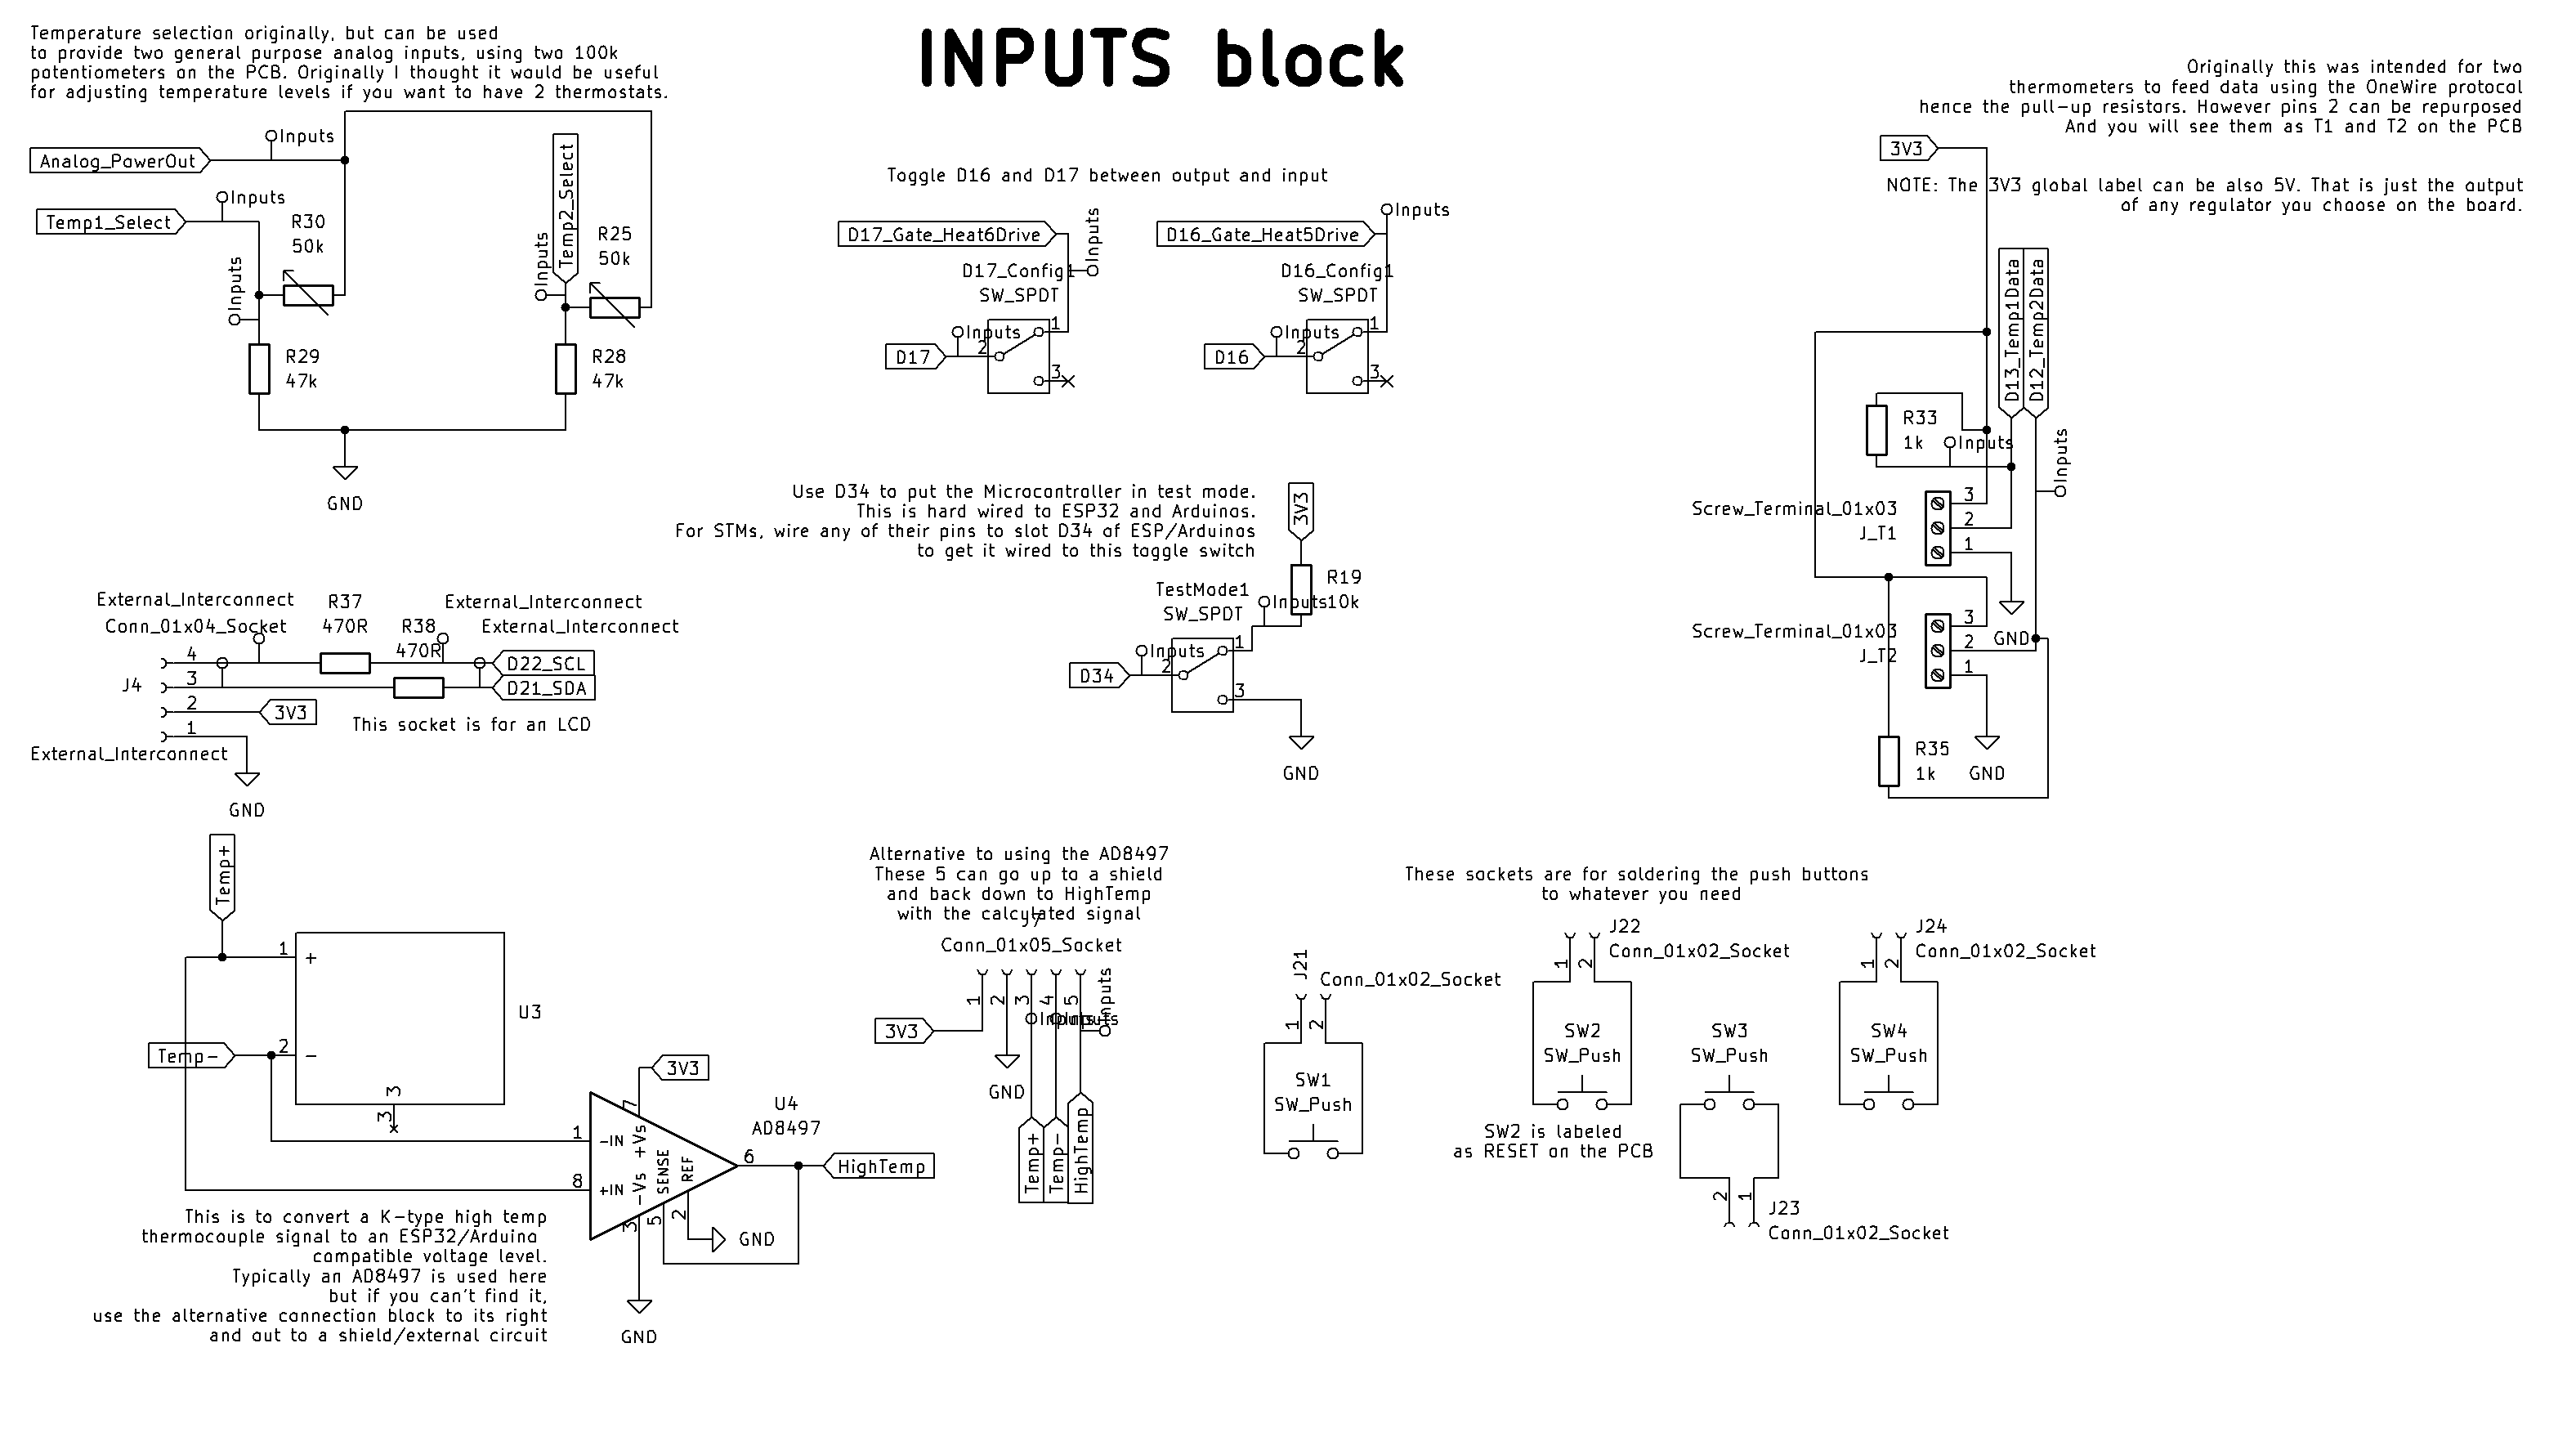 INPUTS block
Temperature selection originally, but can be used
to provide two general purpose analog inputs, using two 100k
potentiometers on the PCB. Originally I thought it would be useful
for adjusting temperature levels if you want to have 2 thermostats.
Inputs
Analog_PowerOut
Inputs
Temp1_Select
R30
50k
Inputs
R29
47k
Temp2_Select
Inputs
R25
50k
R28
47k
GND
Toggle D16 and D17 between output and input
D17_Gate_Heat6Drive
Inputs
D17_Config1
SW_SPDT
Inputs
1
2
3
D17
D16_Gate_Heat5Drive
Inputs
D16_Config1
SW_SPDT
Inputs
1
2
3
D16
Originally this was intended for two
thermometers to feed data using the OneWire protocol
hence the pull-up resistors. However pins 2 can be repurposed
And you will see them as T1 and T2 on the PCB
3V3
NOTE: The 3V3 global label can be also 5V. That is just the output
of any regulator you choose on the board.
D13_Temp1Data
D12_Temp2Data
R33
1k
Inputs
Inputs
Screw_Terminal_01x03
J_T1
3
2
1
GND
Screw_Terminal_01x03
J_T2
3
2
1
R35
1k
GND
Use D34 to put the Microcontroller in test mode.
This is hard wired to ESP32 and Arduinos.
For STMs, wire any of their pins to slot D34 of ESP/Arduinos
to get it wired to this toggle switch
3V3
R19
10k
TestMode1
SW_SPDT
Inputs
Inputs
1
2
3
D34
GND
External_Interconnect
Conn_01x04_Socket
R37
470R
R38
470R
External_Interconnect
External_Interconnect
J4
4
3
2
1
D22_SCL
D21_SDA
3V3
This socket is for an LCD
External_Interconnect
GND
Temp+
1
+
U3
Temp-
2
-
3
3
3V3
7
U4
AD8497
1
-IN
+Vs
8
+IN
-Vs
SENSE
REF
6
HighTemp
3
5
2
GND
GND
This is to convert a K-type high temp
thermocouple signal to an ESP32/Arduino
compatible voltage level.
Typically an AD8497 is used here
but if you can't find it,
use the alternative connection block to its right
and out to a shield/external circuit
Alternative to using the AD8497
These 5 can go up to a shield
and back down to HighTemp
with the calculated signal
J7
Conn_01x05_Socket
1
2
3
4
5
Inputs
Inputs
Inputs
3V3
GND
Temp+
Temp-
HighTemp
These sockets are for soldering the push buttons
to whatever you need
J21
Conn_01x02_Socket
1
2
SW1
SW_Push
J22
Conn_01x02_Socket
1
2
SW2
SW_Push
SW2 is labeled
as RESET on the PCB
SW3
SW_Push
2
1
J23
Conn_01x02_Socket
J24
Conn_01x02_Socket
1
2
SW4
SW_Push